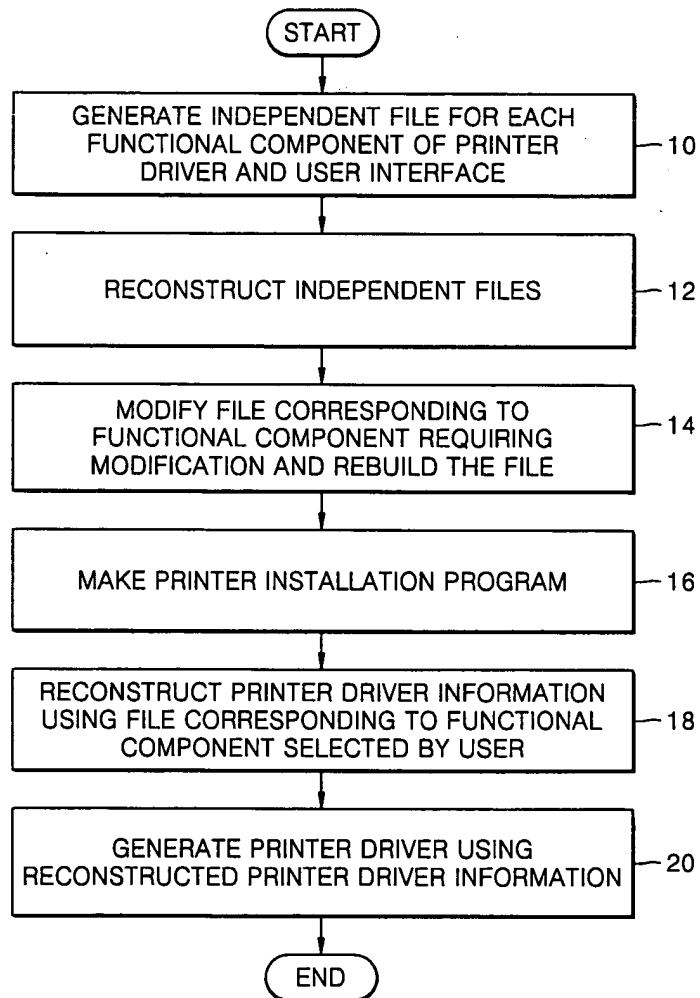 START
GENERATE INDEPENDENT FILE FOR EACH
FUNCTIONAL COMPONENT OF PRINTER
DRIVER AND USER INTERFACE
10
RECONSTRUCT INDEPENDENT FILES
12
MODIFY FILE CORRESPONDING TO
FUNCTIONAL COMPONENT REQUIRING
MODIFICATION AND REBUILD THE FILE
14
MAKE PRINTER INSTALLATION PROGRAM
16
RECONSTRUCT PRINTER DRIVER INFORMATION
USING FILE CORRESPONDING TO FUNCTIONAL
COMPONENT SELECTED BY USER
18
GENERATE PRINTER DRIVER USING
RECONSTRUCTED PRINTER DRIVER INFORMATION
20
END